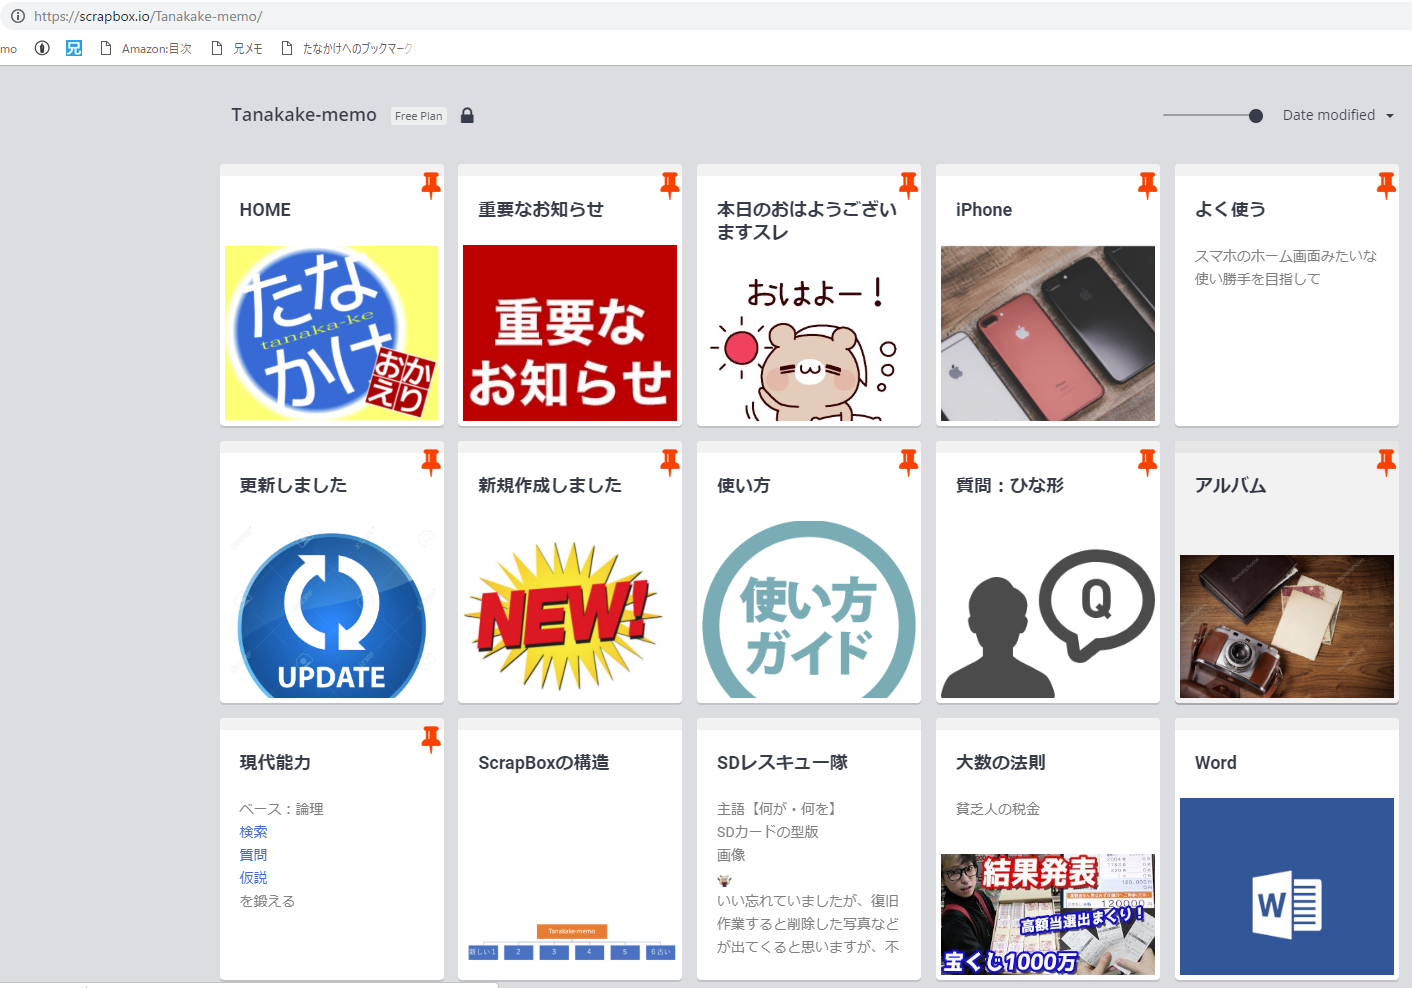 https://scrapbox.io/Tanakake-memo/
mo
兄
Amazon:目次
兄メモ
たなかけへのブックマーク
Tanakake-memo
Free Plan
Date modified
HOME
たな
tanaka-ke
かけ
おかえり
重要なお知らせ
重要な
お知らせ
本日のおはようござい
ますスレ
おはよー!
iPhone
よく使う
スマホのホーム画面みたいな
使い勝手を目指して
更新しました
UPDATE
新規作成しました
NEW!
使い方
使い方
ガイド
質問：ひな形
Q
アルバム
現代能力
ベース：論理
検索
質問
仮説
を鍛える
ScrapBoxの構造
Tanakake-memo
新しい1
2
3
4
5
6古い
SDレスキュー隊
主語【何が・何を】
SDカードの型版
画像
いい忘れていましたが、復旧
作業すると削除した写真など
が出てくると思いますが、不
大数の法則
貧乏人の税金
結果発表
120000
高額当選出まくり！
宝くじ1000万
Word
W